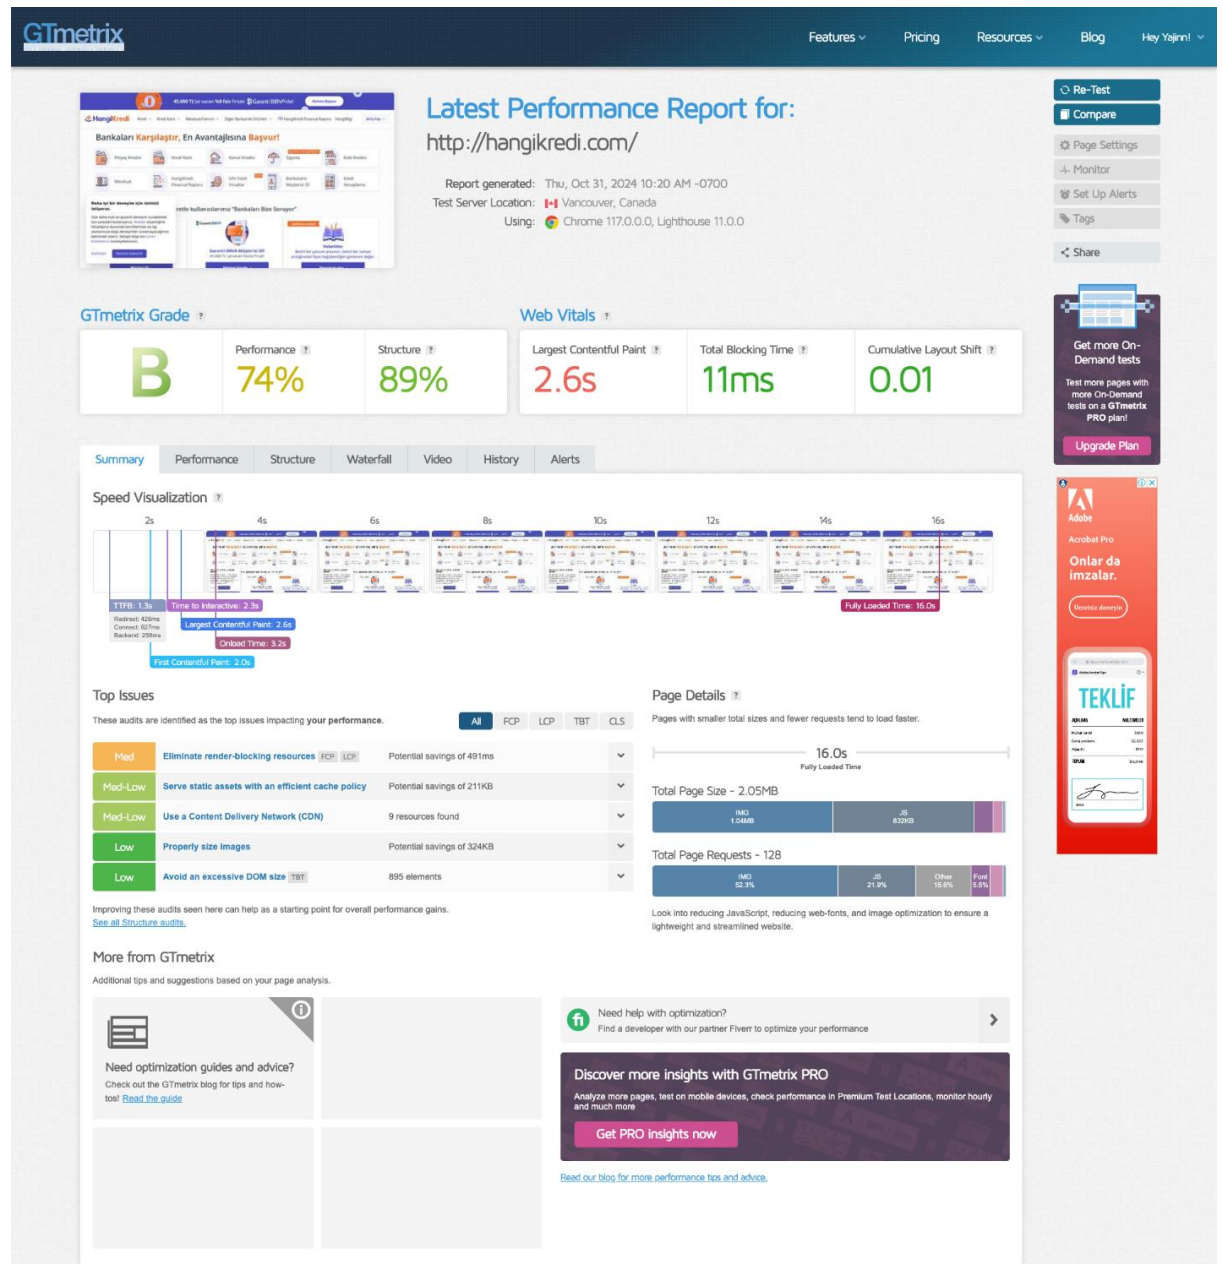 GTmetrix
Features
Pricing
Resources
Blog
Hey Yajinn!
HangiKredi
Bankaları Karşılaştır, En Avantajlısına Başvur!
Latest Performance Report for:
http://hangikredi.com/
Report generated: Thu, Oct 31, 2024 10:20 AM -0700
Test Server Location: Vancouver, Canada
Using: Chrome 117.0.0.0, Lighthouse 11.0.0
Re-Test
Compare
Page Settings
Monitor
Set Up Alerts
Tags
Share
GTmetrix Grade ?
B
Performance ?
74%
Structure ?
89%
Web Vitals ?
Largest Contentful Paint ?
2.6s
Total Blocking Time ?
11ms
Cumulative Layout Shift ?
0.01
Get more On-
Demand tests
Test more pages with
more On-Demand
tests on a GTmetrix
PRO plan!
Upgrade Plan
Summary
Performance
Structure
Waterfall
Video
History
Alerts
Speed Visualization ?
2s 4s 6s 8s 10s 12s 14s 16s
TTFB: 1.3s
Redirect: 426ms
Connect: 627ms
Backend: 258ms
Time to Interactive: 2.3s
Largest Contentful Paint: 2.6s
Onload Time: 3.2s
First Contentful Paint: 2.0s
Fully Loaded Time: 16.0s
Top Issues
These audits are identified as the top issues impacting your performance.
All FCP LCP TBT CLS
Med Eliminate render-blocking resources FCP LCP Potential savings of 491ms
Med-Low Serve static assets with an efficient cache policy Potential savings of 211KB
Med-Low Use a Content Delivery Network (CDN) 9 resources found
Low Properly size images Potential savings of 324KB
Low Avoid an excessive DOM size TBT 895 elements
Improving these audits seen here can help as a starting point for overall performance gains.
See all Structure audits.
Page Details ?
Pages with smaller total sizes and fewer requests tend to load faster.
16.0s
Fully Loaded Time
Total Page Size - 2.05MB
IMG
1.04MB
JS
832KB
Total Page Requests - 128
IMG
52.3%
JS
21.9%
Other
15.6%
Font
5.5%
Look into reducing JavaScript, reducing web-fonts, and image optimization to ensure a
lightweight and streamlined website.
More from GTmetrix
Additional tips and suggestions based on your page analysis.
Need optimization guides and advice?
Check out the GTmetrix blog for tips and how-
tos! Read the guide
fi
Need help with optimization?
Find a developer with our partner Fiverr to optimize your performance
Discover more insights with GTmetrix PRO
Analyze more pages, test on mobile devices, check performance in Premium Test Locations, monitor hourly
and much more
Get PRO insights now
Read our blog for more performance tips and advice.
Adobe
Acrobat Pro
Onlar da
imzalar.
Ücretsiz deneyin
TEKLİF